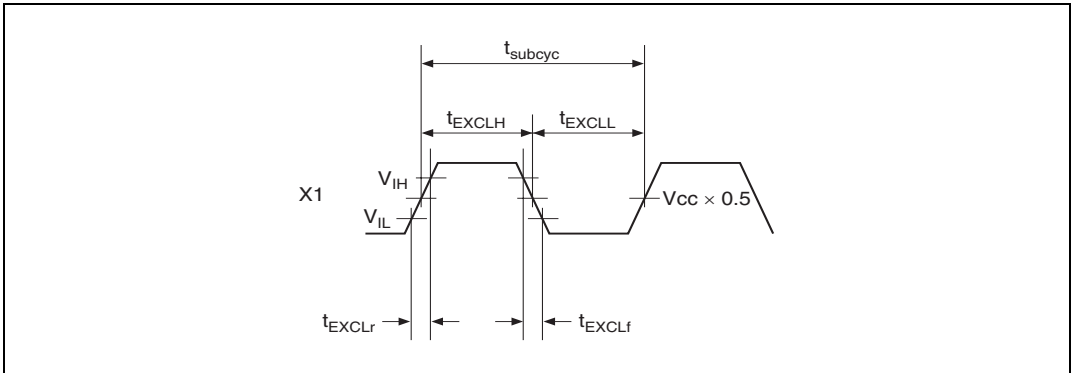 tsubcyc
tEXCLH
tEXCLL
VIH
X1
Vcc × 0.5
VIL
tEXCLr
tEXCLf